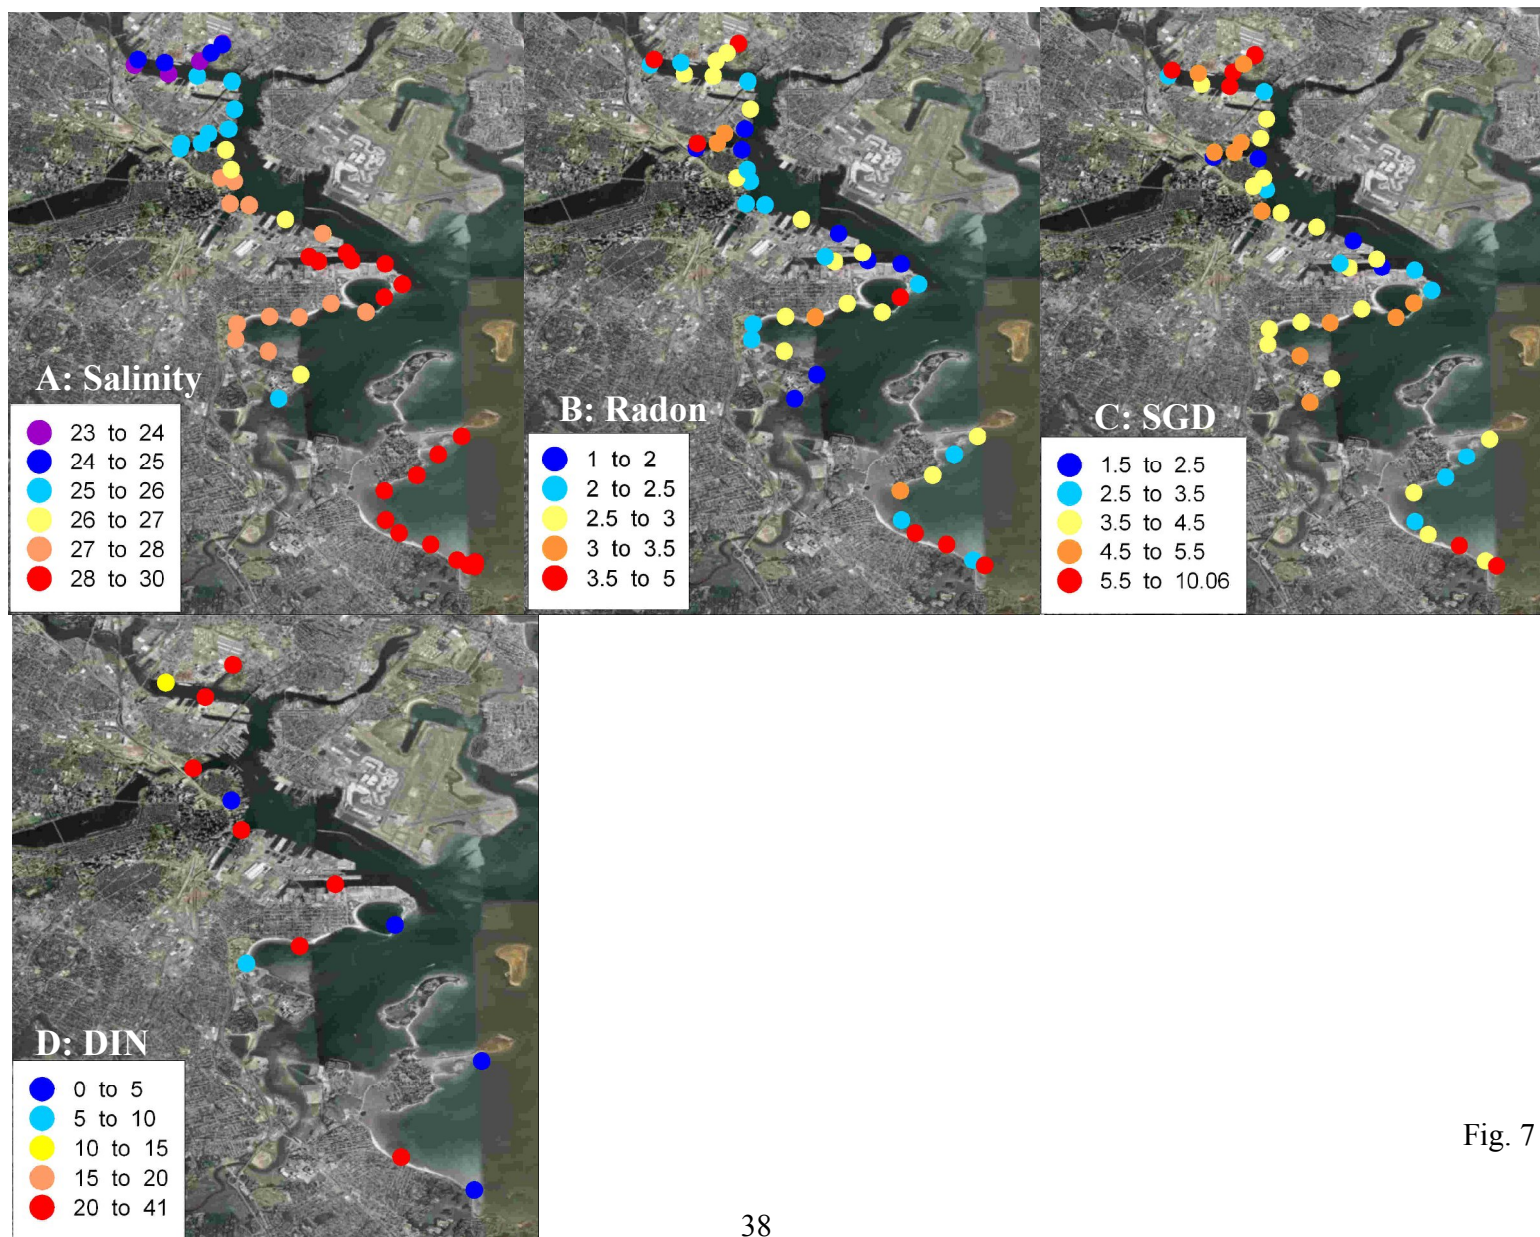 A: Salinity
23 to 24
24 to 25
25 to 26
26 to 27
27 to 28
28 to 30
B: Radon
1 to 2
2 to 2.5
2.5 to 3
3 to 3.5
3.5 to 5
C: SGD
1.5 to 2.5
2.5 to 3.5
3.5 to 4.5
4.5 to 5.5
5.5 to 10.06
D: DIN
0 to 5
5 to 10
10 to 15
15 to 20
20 to 41
Fig. 7
38